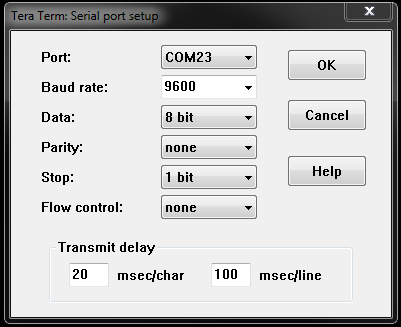 Tera Term: Serial port setup
Port: COM23 OK
Baud rate: 9600
Data: 8 bit Cancel
Parity: none
Stop: 1 bit Help
Flow control: none
Transmit delay
20 msec/char 100 msec/line